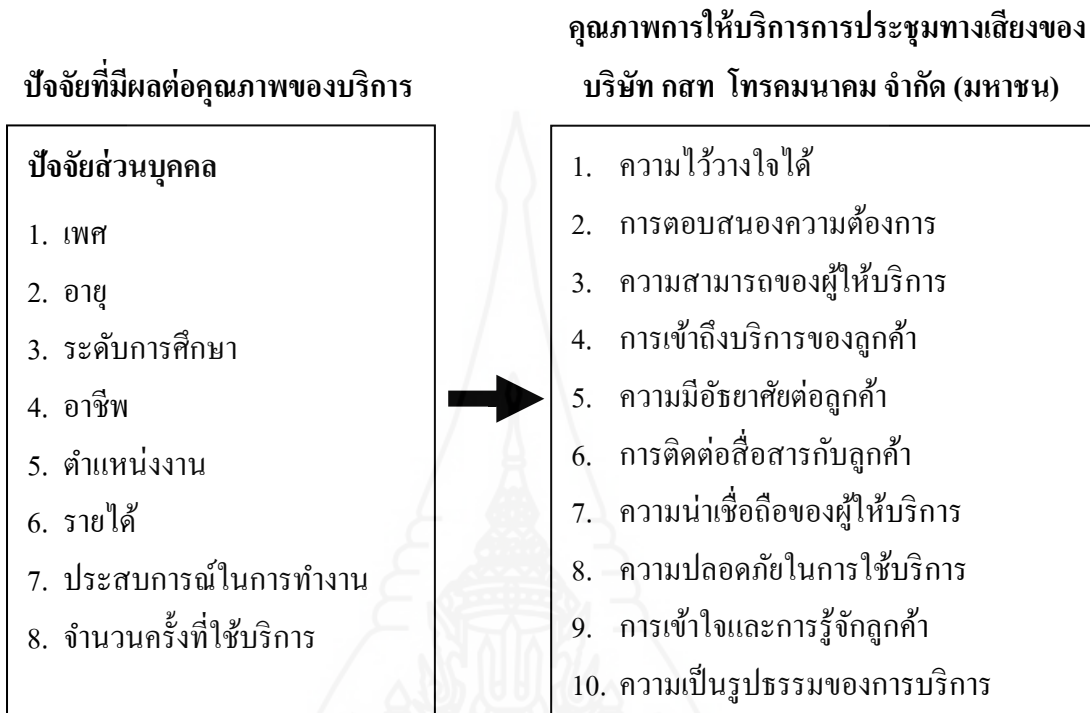 ปัจจัยที่มีผลต่อคุณภาพของบริการ
ปัจจัยส่วนบุคคล
1. เพศ
2. อายุ
3. ระดับการศึกษา
4. อาชีพ
5. ตำแหน่งงาน
6. รายได้
7. ประสบการณ์ในการทำงาน
8. จำนวนครั้งที่ใช้บริการ
คุณภาพการให้บริการการประชุมทางเสียงของ
บริษัท กสท โทรคมนาคม จำกัด (มหาชน)
1. ความไว้วางใจได้
2. การตอบสนองความต้องการ
3. ความสามารถของผู้ให้บริการ
4. การเข้าถึงบริการของลูกค้า
5. ความมีอัธยาศัยต่อลูกค้า
6. การติดต่อสื่อสารกับลูกค้า
7. ความน่าเชื่อถือของผู้ให้บริการ
8. ความปลอดภัยในการใช้บริการ
9. การเข้าใจและการรู้จักลูกค้า
10. ความเป็นรูปธรรมของการบริการ